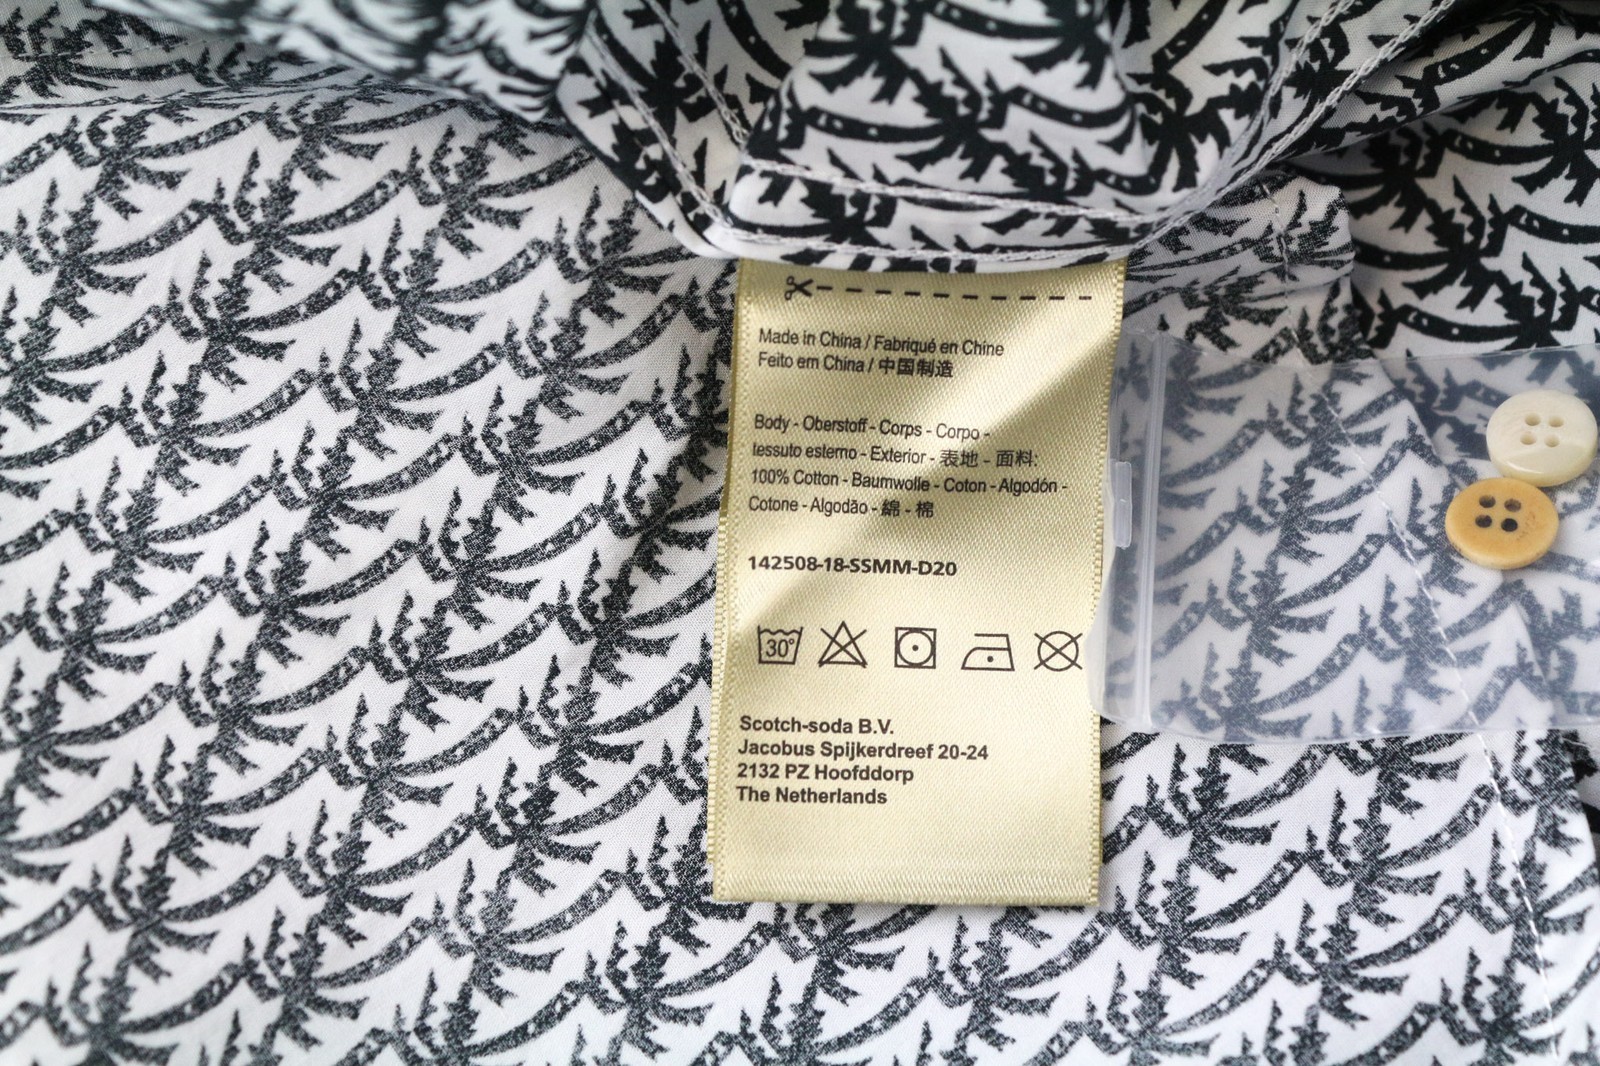 Made in China / Fabriqué en Chine
Feito em China / 中国制造
Body - Oberstoff - Corps - Corpo -
tessuto esterno - Exterior - 表地 - 面料:
100% Cotton - Baumwolle - Coton - Algodón -
Cotone - Algodão - 綿 - 棉
142508-18-SSMM-D20
30°
Scotch-soda B.V.
Jacobus Spijkerdreef 20-24
2132 PZ Hoofddorp
The Netherlands